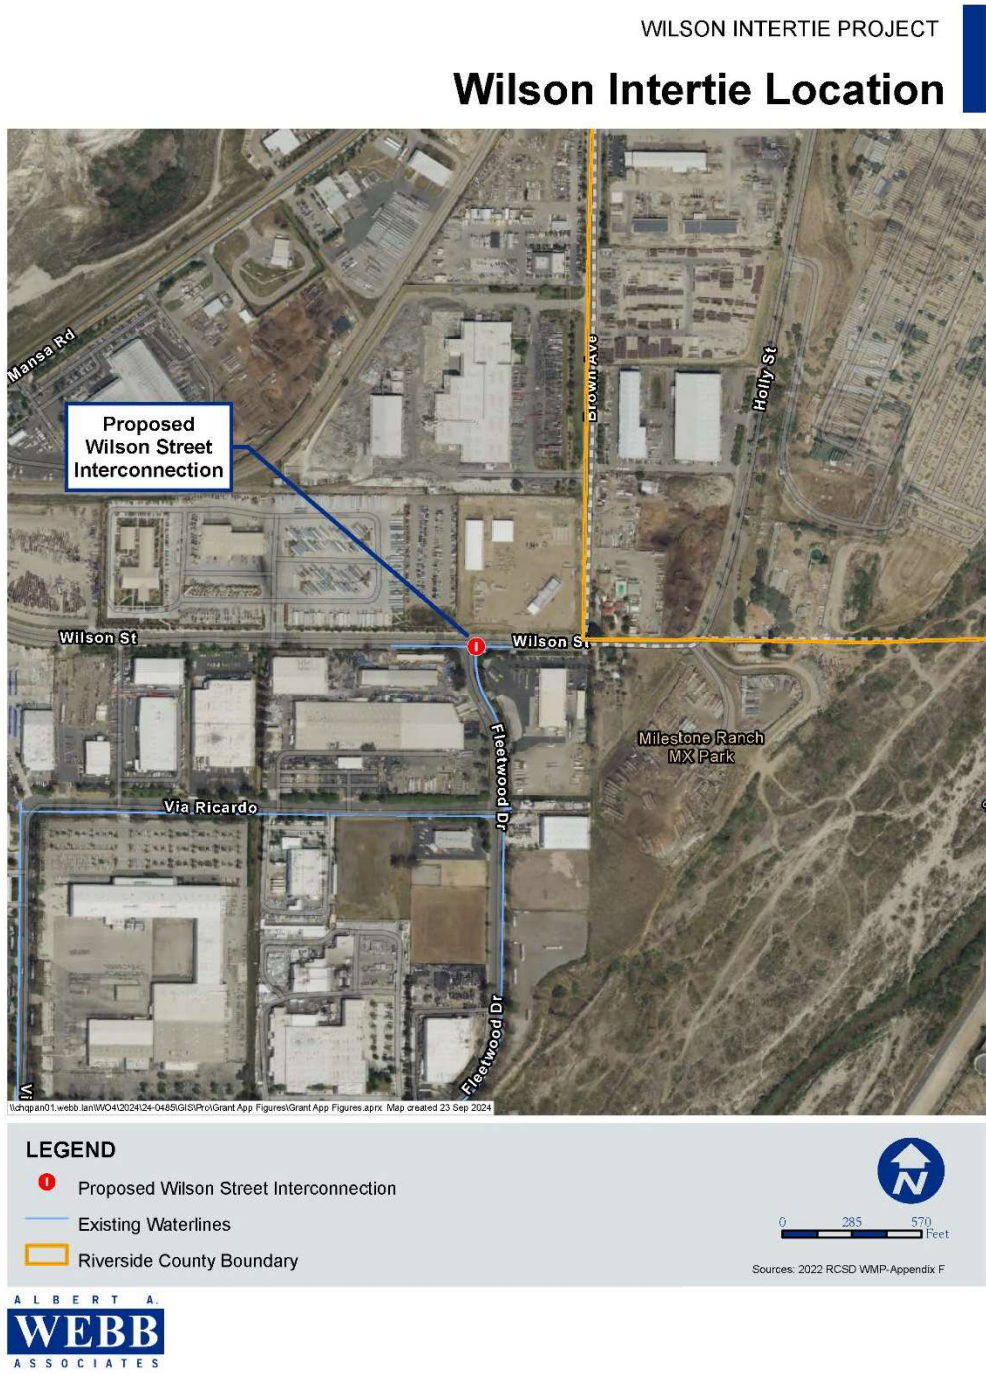 WILSON INTERTIE PROJECT
Wilson Intertie Location
Mansa Rd
Brown Ave
Holly St
Proposed
Wilson Street
Interconnection
Wilson St
Wilson St
Milestone Ranch
MX Park
Fleetwood Dr
Via Ricardo
Fleetwood Dr
Vi
\\chqpan01.webb.lan\WO4\2024\24-0485\GIS\Pro\Grant App Figures\Grant App Figures.aprx Map created 23 Sep 2024
LEGEND
Proposed Wilson Street Interconnection
Existing Waterlines
Riverside County Boundary
N
0 285 570
Feet
Sources: 2022 RCSD WMP-Appendix F
ALBERT A.
WEBB
ASSOCIATES